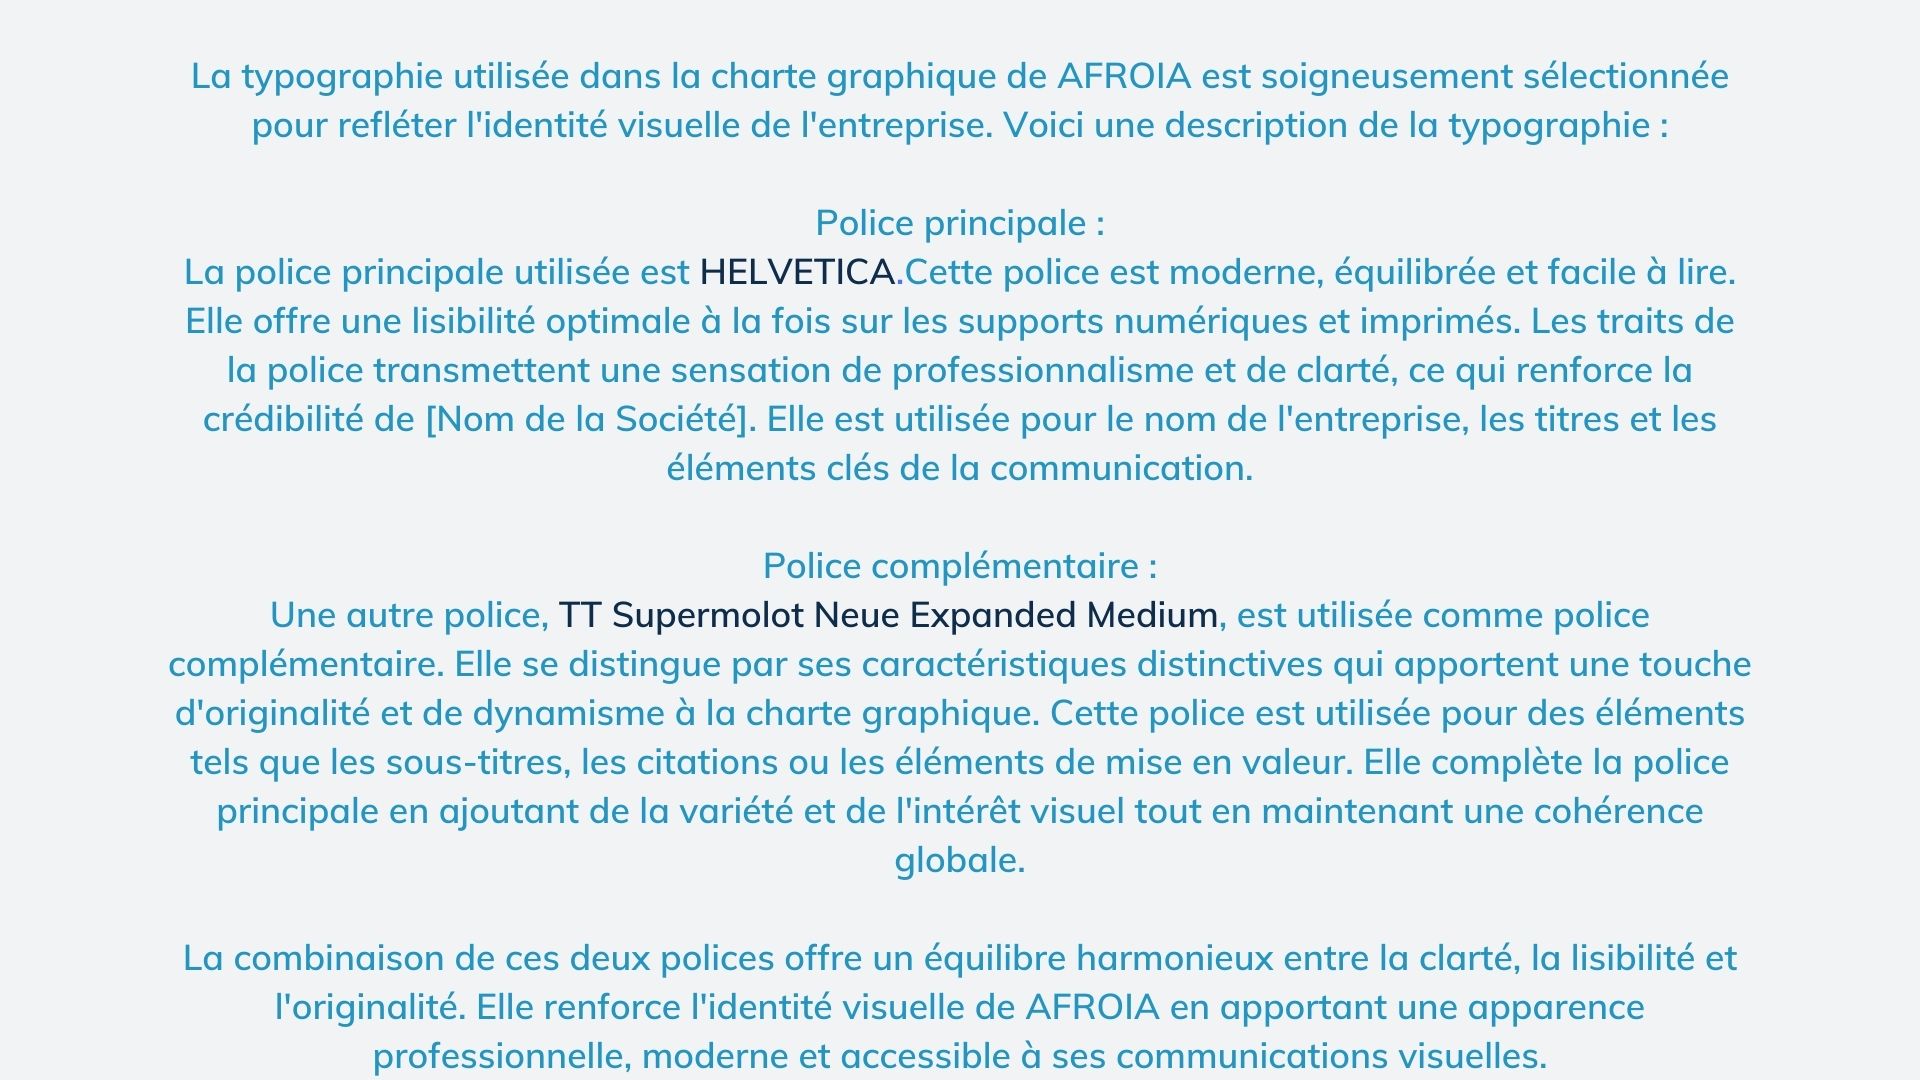 La typographie utilisée dans la charte graphique de AFROIA est soigneusement sélectionnée
pour refléter l'identité visuelle de l'entreprise. Voici une description de la typographie :
Police principale :
La police principale utilisée est HELVETICA.Cette police est moderne, équilibrée et facile à lire.
Elle offre une lisibilité optimale à la fois sur les supports numériques et imprimés. Les traits de
la police transmettent une sensation de professionnalisme et de clarté, ce qui renforce la
crédibilité de [Nom de la Société]. Elle est utilisée pour le nom de l'entreprise, les titres et les
éléments clés de la communication.
Police complémentaire :
Une autre police, TT Supermolot Neue Expanded Medium, est utilisée comme police
complémentaire. Elle se distingue par ses caractéristiques distinctives qui apportent une touche
d'originalité et de dynamisme à la charte graphique. Cette police est utilisée pour des éléments
tels que les sous-titres, les citations ou les éléments de mise en valeur. Elle complète la police
principale en ajoutant de la variété et de l'intérêt visuel tout en maintenant une cohérence
globale.
La combinaison de ces deux polices offre un équilibre harmonieux entre la clarté, la lisibilité et
l'originalité. Elle renforce l'identité visuelle de AFROIA en apportant une apparence
professionnelle, moderne et accessible à ses communications visuelles.